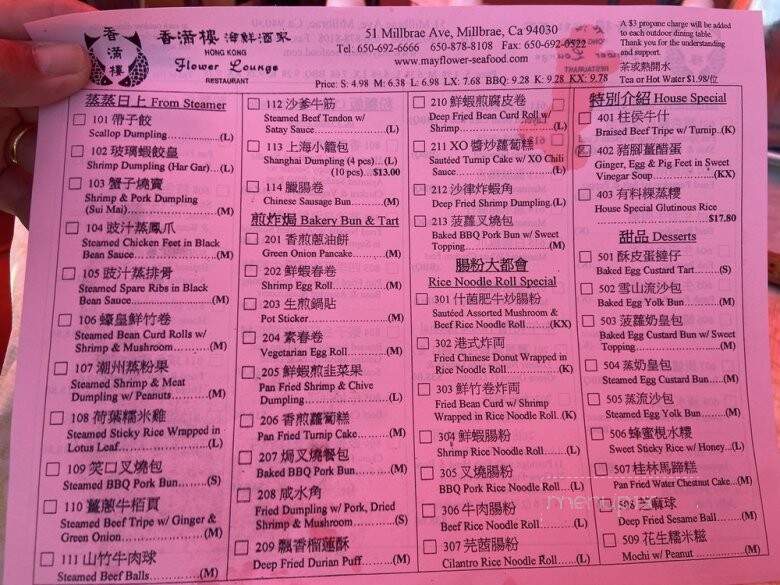 香滿樓
香滿樓 海鮮酒家
HONG KONG
Flower Lounge
RESTAURANT
51 Millbrae Ave, Millbrae, Ca, 94030
Tel: 650-692-6666 650-878-8108 Fax: 650-692-0522
www.mayflower-seafood.com
Price: S: 4.98 M: 6.38 L: 6.98 LX: 7.68 BBQ: 9.28 K: 9.28 KX: 9.78
A $3 propane charge will be added
to each outdoor dining table.
Thank you for the understanding
and support.
茶或熱開水
Tea or Hot Water $1.98/位
蒸蒸日上 From Steamer
101 帶子餃
Scallop Dumpling (L)
102 玻璃蝦餃皇
Shrimp Dumpling (Har Gar) (L)
103 蟹子燒賣
Shrimp & Pork Dumpling
(Sui Mai) (M)
104 豉汁蒸鳳爪
Steamed Chicken Feet in Black
Bean Sauce (M)
105 豉汁蒸排骨
Steamed Spare Ribs in Black
Bean Sauce (M)
106 蠔皇鮮竹卷
Steamed Bean Curd Rolls w/
Shrimp & Mushroom (M)
107 潮州蒸粉果
Steamed Shrimp & Meat
Dumpling w/ Peanuts (M)
108 荷葉糯米雞
Steamed Sticky Rice Wrapped in
Lotus Leaf (L)
109 笑口叉燒包
Steamed BBQ Pork Bun (S)
110 薑蔥牛栢頁
Steamed Beef Tripe w/ Ginger &
Green Onion (M)
111 山竹牛肉球
Steamed Beef Balls (M)
112 沙爹牛筋
Steamed Beef Tendon w/
Satay Sauce (L)
113 上海小籠包
Shanghai Dumpling (4 pcs) (L)
(10 pcs) $13.00
114 臘腸卷
Chinese Sausage Bun (M)
煎炸焗 Bakery Bun & Tart
201 香煎蔥油餅
Green Onion Pancake (M)
202 鮮蝦春卷
Shrimp Egg Roll (M)
203 生煎鍋貼
Pot Sticker (M)
204 素春卷
Vegetarian Egg Roll (M)
205 鮮蝦煎韭菜果
Pan Fried Shrimp & Chive
Dumpling (L)
206 香煎蘿蔔糕
Pan Fried Turnip Cake (M)
207 焗叉燒餐包
Baked BBQ Pork Bun (M)
208 咸水角
Fried Dumpling w/ Pork, Dried
Shrimp & Mushroom (S)
209 飄香榴蓮酥
Deep Fried Durian Puff (M)
210 鮮蝦煎腐皮卷
Deep Fried Bean Curd Roll w/
Shrimp (L)
211 XO 醬炒蘿蔔糕
Sautéed Turnip Cake w/ XO Chili
Sauce (L)
212 沙律炸蝦角
Deep Fried Shrimp Dumpling (L)
213 菠蘿叉燒包
Baked BBQ Pork Bun w/ Sweet
Topping (M)
腸粉大都會
Rice Noodle Roll Special
301 什菌肥牛炒腸粉
Sautéed Assorted Mushroom &
Beef Rice Noodle Roll (KX)
302 港式炸両
Fried Chinese Donut Wrapped in
Rice Noodle Roll (K)
303 鮮竹卷炸両
Fried Bean Curd w/ Shrimp
Wrapped in Rice Noodle Roll (K)
304 鮮蝦腸粉
Shrimp Rice Noodle Roll (L)
305 叉燒腸粉
BBQ Pork Rice Noodle Roll (L)
306 牛肉腸粉
Beef Rice Noodle Roll (L)
307 芫茜腸粉
Cilantro Rice Noodle Roll (L)
特別介紹 House Special
401 柱侯牛什
Braised Beef Tripe w/ Turnip (K)
402 豬腳薑醋蛋
Ginger, Egg & Pig Feet in Sweet
Vinegar Soup (KX)
403 有料粿蒸糭
House Special Glutinous Rice
$17.80
甜品 Desserts
501 酥皮蛋撻仔
Baked Egg Custard Tart (S)
502 雪山流沙包
Baked Egg Yolk Bun (M)
503 菠蘿奶皇包
Baked Egg Custard Bun w/ Sweet
Topping (M)
504 蒸奶皇包
Steamed Egg Custard Bun (M)
505 蒸流沙包
Steamed Egg Yolk Bun (M)
506 蜂蜜梘水糭
Sweet Sticky Rice w/ Honey (L)
507 桂林馬蹄糕
Pan Fried Water Chestnut Cake (M)
508 芝麻球
Deep Fried Sesame Ball (M)
509 花生糯米糍
Mochi w/ Peanut (M)
menupix